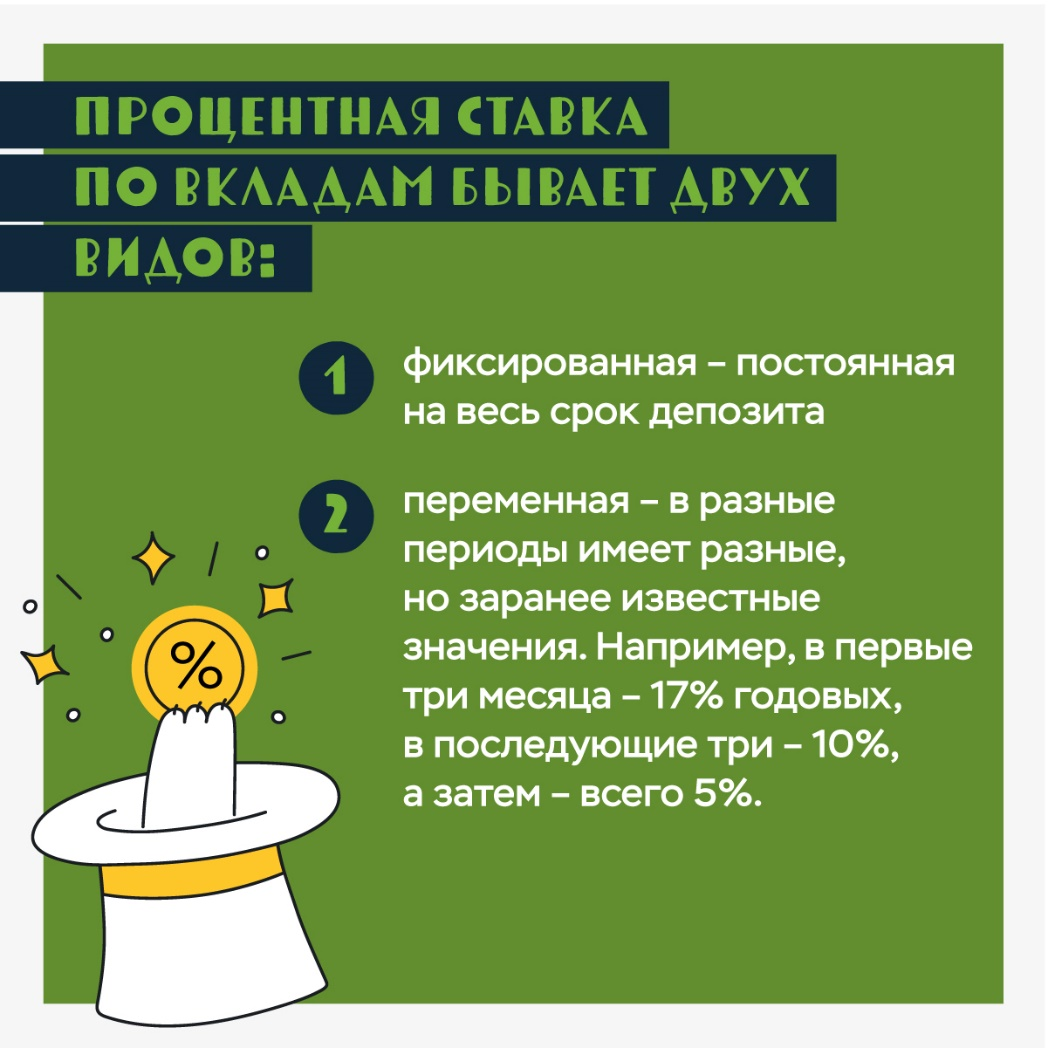 ПРОЦЕНТНАЯ СТАВКА
ПО ВКЛАДАМ БЫВАЕТ ДВУХ
ВИДОВ:
1 фиксированная – постоянная
на весь срок депозита
2 переменная – в разные
периоды имеет разные,
но заранее известные
значения. Например, в первые
три месяца – 17% годовых,
в последующие три – 10%,
а затем – всего 5%.
%